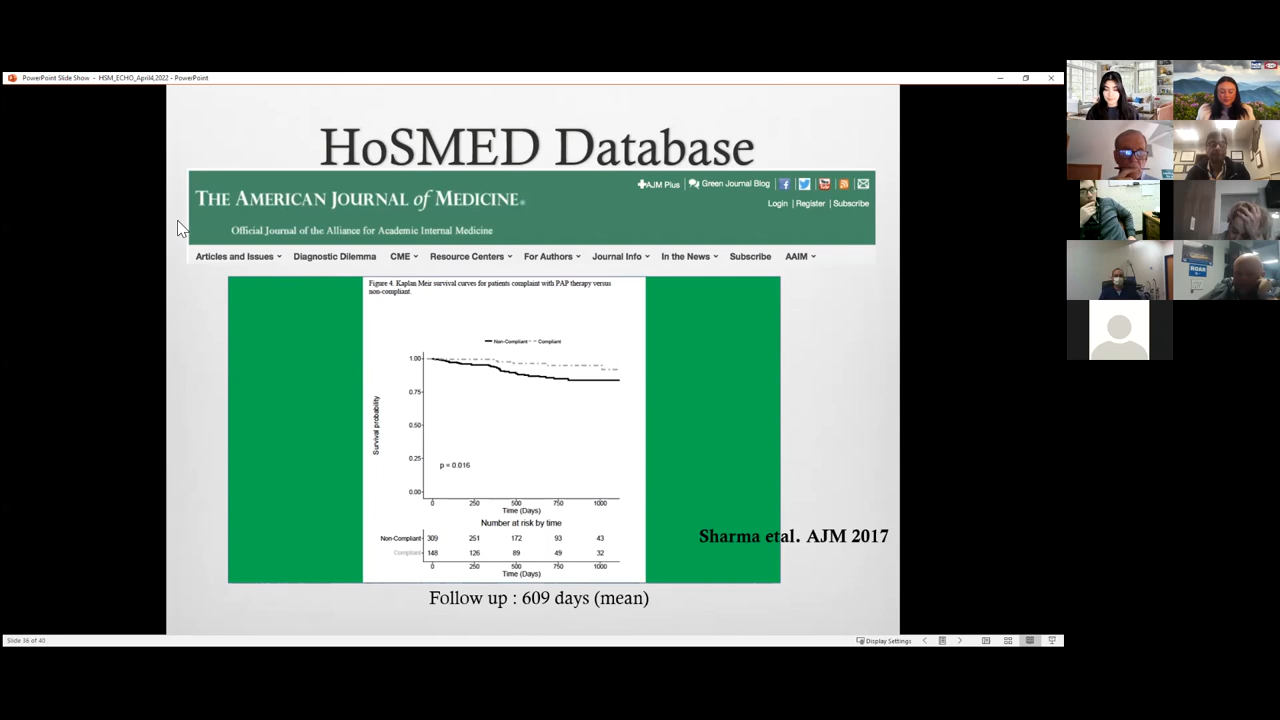 PowerPoint Slide Show - HSM_ECHO_April4,2022 - PowerPoint
HoSMED Database
THE AMERICAN JOURNAL of MEDICINE®
Official Journal of the Alliance for Academic Internal Medicine
AJM Plus | Green Journal Blog
Login | Register | Subscribe
Articles and Issues Diagnostic Dilemma CME Resource Centers For Authors Journal Info In the News Subscribe AAIM
Figure 4. Kaplan Meir survival curves for patients complaint with PAP therapy versus
non-compliant.
Non-Compliant Compliant
1.00
0.75
0.50
0.25
0.00
Survival probability
p = 0.016
0 250 500 750 1000
Time (Days)
Number at risk by time
Non-Compliant 309 251 172 93 43
Compliant 148 126 89 49 32
0 250 500 750 1000
Time (Days)
Sharma etal. AJM 2017
Follow up : 609 days (mean)
Slide 36 of 40
Display Settings
ROAR